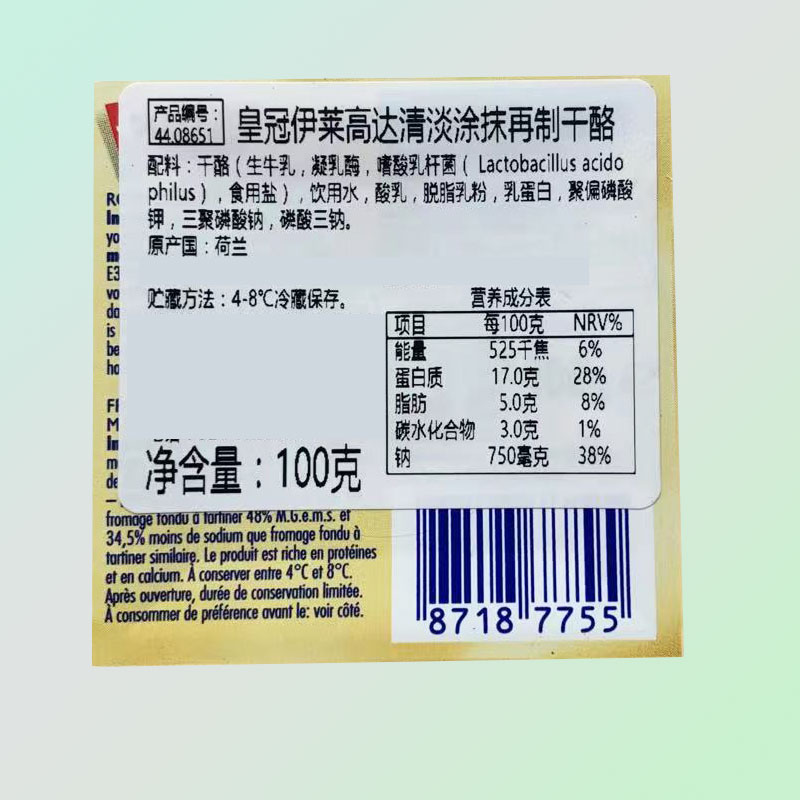 产品编号：
44.08651
皇冠伊莱高达清淡涂抹再制干酪
配料：干酪（生牛乳，凝乳酶，嗜酸乳杆菌（ Lactobacillus acido
philus），食用盐），饮用水，酸乳，脱脂乳粉，乳蛋白，聚偏磷酸
钾，三聚磷酸钠，磷酸三钠。
原产国：荷兰
贮藏方法：4-8℃冷藏保存。
营养成分表
项目 每100克 NRV%
能量 525千焦 6%
蛋白质 17.0克 28%
脂肪 5.0克 8%
碳水化合物 3.0克 1%
钠 750毫克 38%
净含量：100克
fromage fondu à tartiner 48% M.G.e.m.s. et
34,5% moins de sodium que fromage fondu à
tartiner similaire. Le produit est riche en protéines
et en calcium. À conserver entre 4°C et 8°C.
Après ouverture, durée de conservation limitée.
À consommer de préférence avant le: voir côté.
8718 7755